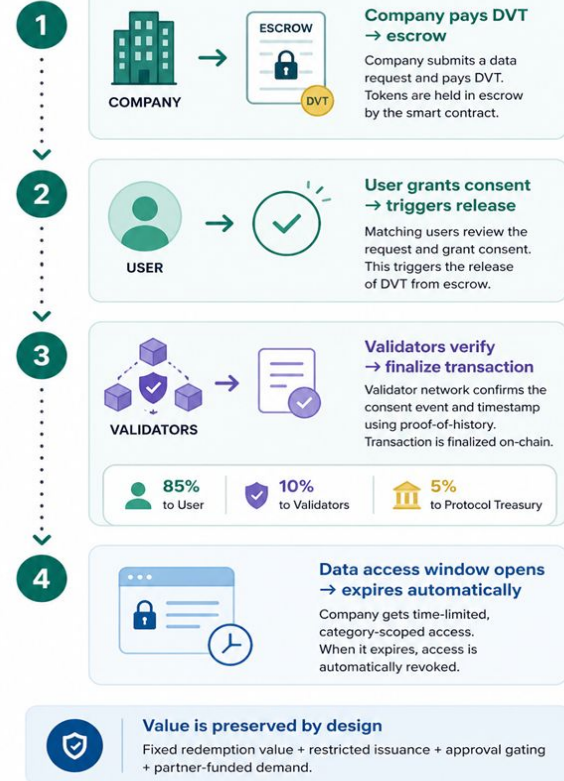 1
COMPANY
ESCROW
DVT
Company pays DVT
→ escrow
Company submits a data
request and pays DVT.
Tokens are held in escrow
by the smart contract.
2
USER
User grants consent
→ triggers release
Matching users review the
request and grant consent.
This triggers the release
of DVT from escrow.
3
VALIDATORS
Validators verify
→ finalize transaction
Validator network confirms the
consent event and timestamp
using proof-of-history.
Transaction is finalized on-chain.
85%
to User
10%
to Validators
5%
to Protocol Treasury
4
Data access window opens
→ expires automatically
Company gets time-limited,
category-scoped access.
When it expires, access is
automatically revoked.
Value is preserved by design
Fixed redemption value + restricted issuance + approval gating
+ partner-funded demand.